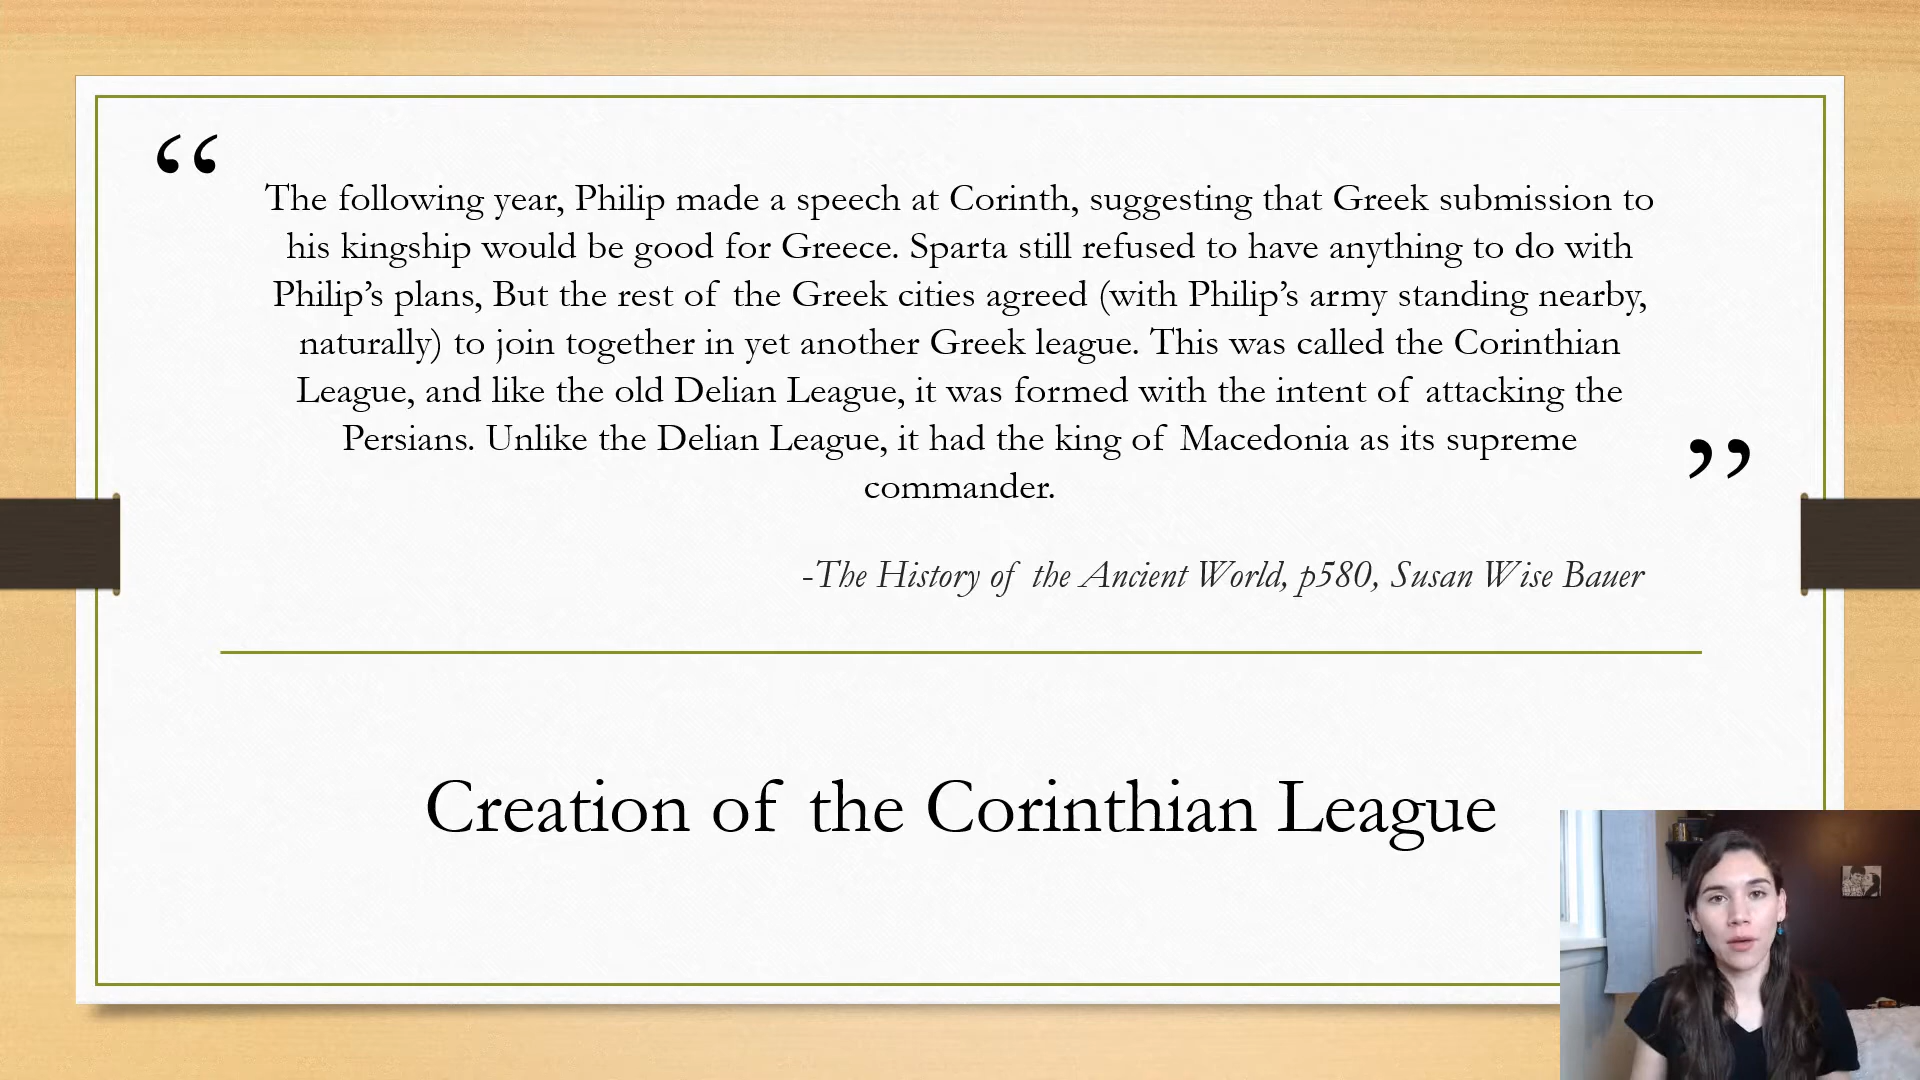 “
The following year, Philip made a speech at Corinth, suggesting that Greek submission to
his kingship would be good for Greece. Sparta still refused to have anything to do with
Philip’s plans, But the rest of the Greek cities agreed (with Philip’s army standing nearby,
naturally) to join together in yet another Greek league. This was called the Corinthian
League, and like the old Delian League, it was formed with the intent of attacking the
Persians. Unlike the Delian League, it had the king of Macedonia as its supreme
commander.
”
-The History of the Ancient World, p580, Susan Wise Bauer
Creation of the Corinthian League